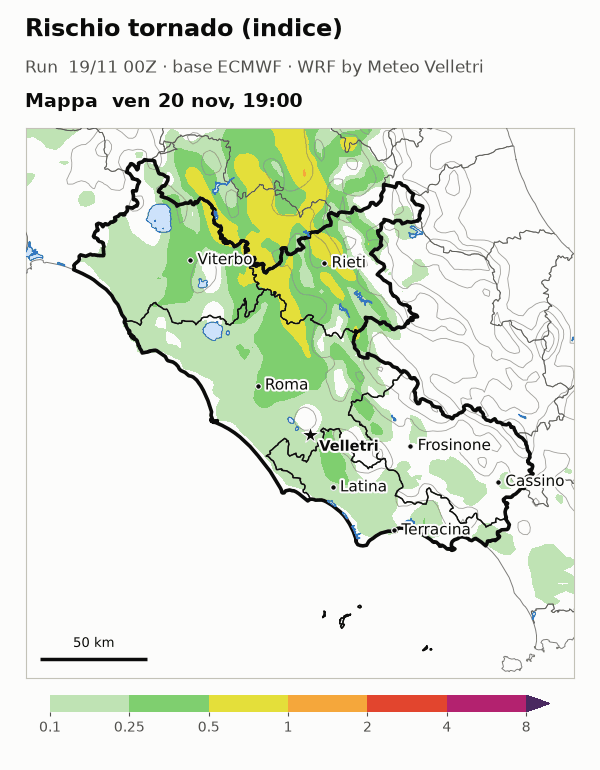 Rischio tornado (indice)
Run  19/11 00Z · base ECMWF · WRF by Meteo Velletri
Mappa  ven 20 nov, 19:00
Viterbo
Rieti
Roma
Velletri
Frosinone
Latina
Cassino
Terracina
50 km
0.1 0.25 0.5 1 2 4 8